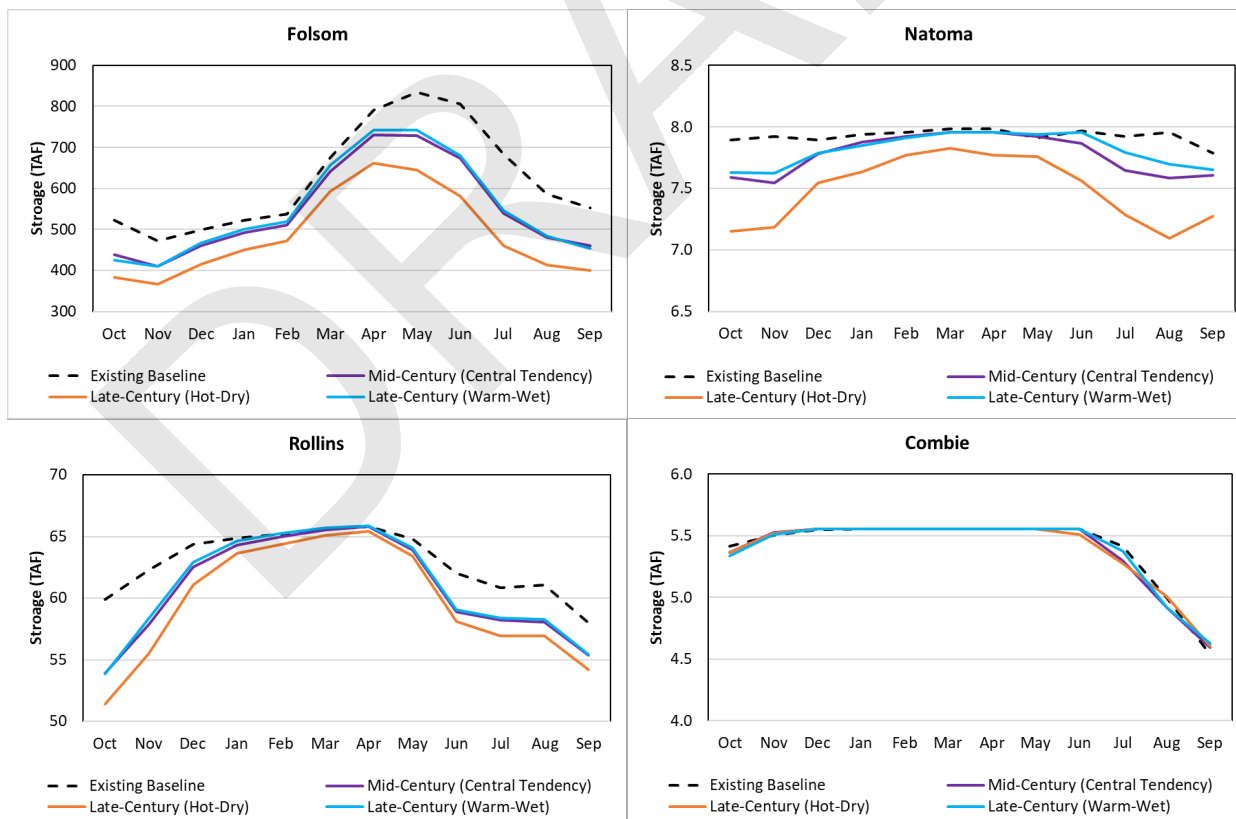 Folsom
Stroage (TAF)
900
800
700
600
500
400
300
Oct Nov Dec Jan Feb Mar Apr May Jun Jul Aug Sep
Existing Baseline Mid-Century (Central Tendency)
Late-Century (Hot-Dry) Late-Century (Warm-Wet)
Natoma
Stroage (TAF)
8.5
8.0
7.5
7.0
6.5
Oct Nov Dec Jan Feb Mar Apr May Jun Jul Aug Sep
Existing Baseline Mid-Century (Central Tendency)
Late-Century (Hot-Dry) Late-Century (Warm-Wet)
Rollins
Stroage (TAF)
70
65
60
55
50
Oct Nov Dec Jan Feb Mar Apr May Jun Jul Aug Sep
Existing Baseline Mid-Century (Central Tendency)
Late-Century (Hot-Dry) Late-Century (Warm-Wet)
Combie
Stroage (TAF)
6.0
5.5
5.0
4.5
4.0
Oct Nov Dec Jan Feb Mar Apr May Jun Jul Aug Sep
Existing Baseline Mid-Century (Central Tendency)
Late-Century (Hot-Dry) Late-Century (Warm-Wet)
DRA